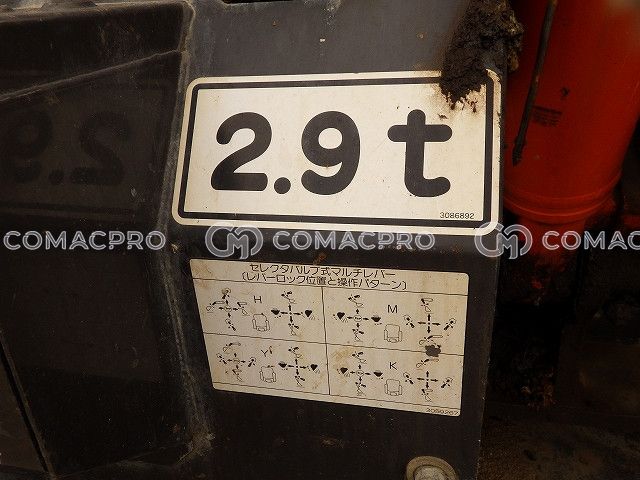 2.9t
3086892
COMACPRO COMACPRO COMACPRO
セレクタバルブ式マルチレバー
(レバーロック位置と操作パターン)
H M
Y K
3059267